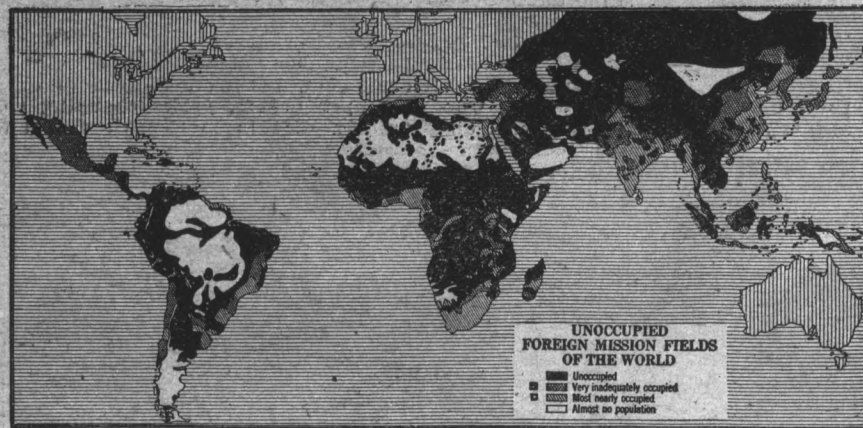 UNOCCUPIED
FOREIGN MISSION FIELDS
OF THE WORLD
Unoccupied
Very inadequately occupied
Most nearly occupied
Almost no population